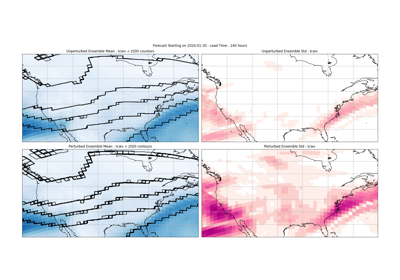 Forecast Starting on 2024-01-30 - Lead Time - 240 hours
Unperturbed Ensemble Mean - tcwv + z500 countors
Unperturbed Ensemble Std - tcwv
Perturbed Ensemble Mean - tcwv + z500 contours
Perturbed Ensemble Std - tcwv